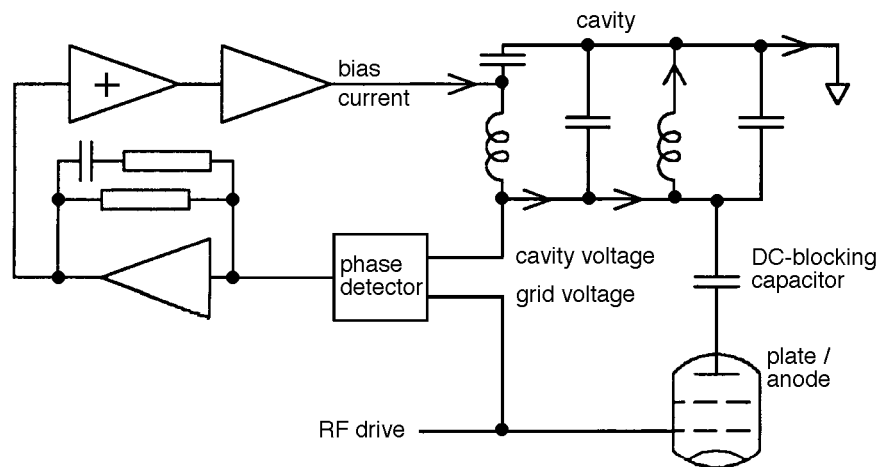 cavity
bias
current
+
phase
detector
cavity voltage
grid voltage
DC-blocking
capacitor
plate /
anode
RF drive